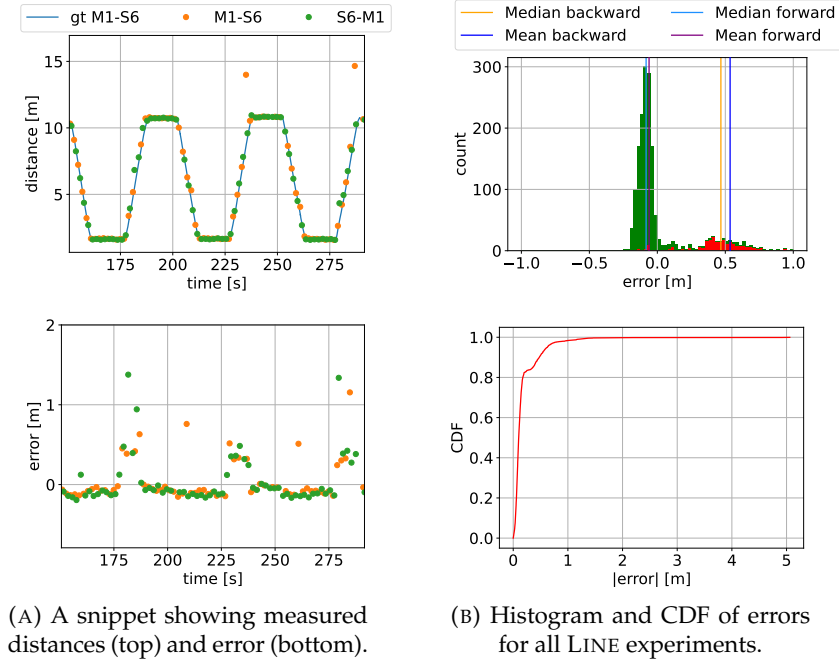 gt M1-S6
M1-S6
S6-M1
distance [m]
15
10
5
175
200
225
250
275
time [s]
error [m]
2
1
0
175
200
225
250
275
time [s]
(A) A snippet showing measured
distances (top) and error (bottom).
Median backward
Mean backward
Median forward
Mean forward
count
300
200
100
0
−1.0
−0.5
0.0
0.5
1.0
error [m]
CDF
1.0
0.8
0.6
0.4
0.2
0.0
0
1
2
3
4
5
|error| [m]
(B) Histogram and CDF of errors
for all LINE experiments.